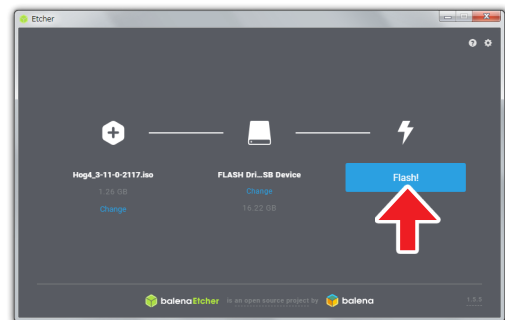 Etcher
Hog4_3-11-0-2117.iso
1.26 GB
Change
FLASH Dri...SB Device
Change
16.22 GB
Flash!
balenaEtcher is an open source project by balena
1.5.5